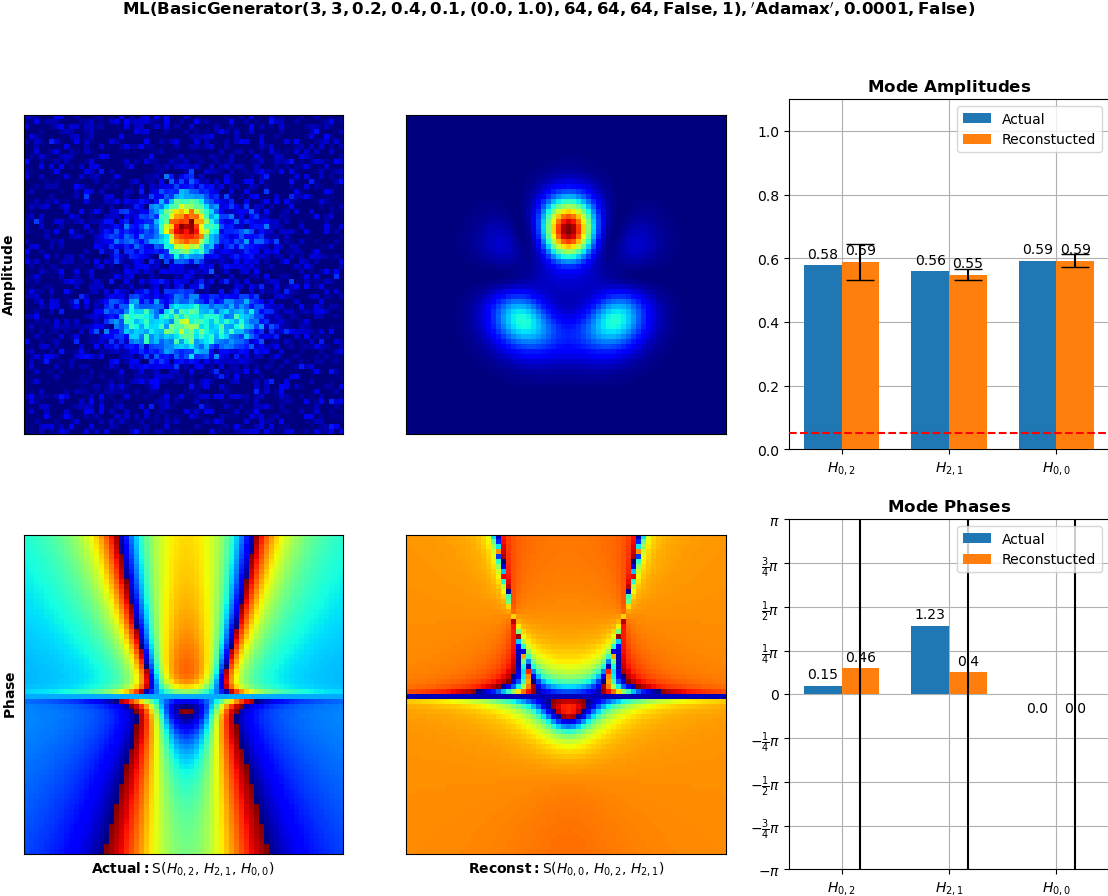 ML(BasicGenerator(3, 3, 0.2, 0.4, 0.1, (0.0, 1.0), 64, 64, 64, False, 1), ′Adamax′, 0.0001, False)
Mode Amplitudes
Actual
Reconstucted
1.0
0.8
0.6
0.4
0.2
0.0
0.58 0.59 0.56 0.55 0.59 0.59
H0,2 H2,1 H0,0
Amplitude
Mode Phases
Actual
Reconstucted
π
3/4π
1/2π
1/4π
0
−1/4π
−1/2π
−3/4π
−π
0.15 0.46 1.23 0.4 0.0 0.0
H0,2 H2,1 H0,0
Phase
Actual: S(H0,2, H2,1, H0,0)
Reconst: S(H0,0, H0,2, H2,1)